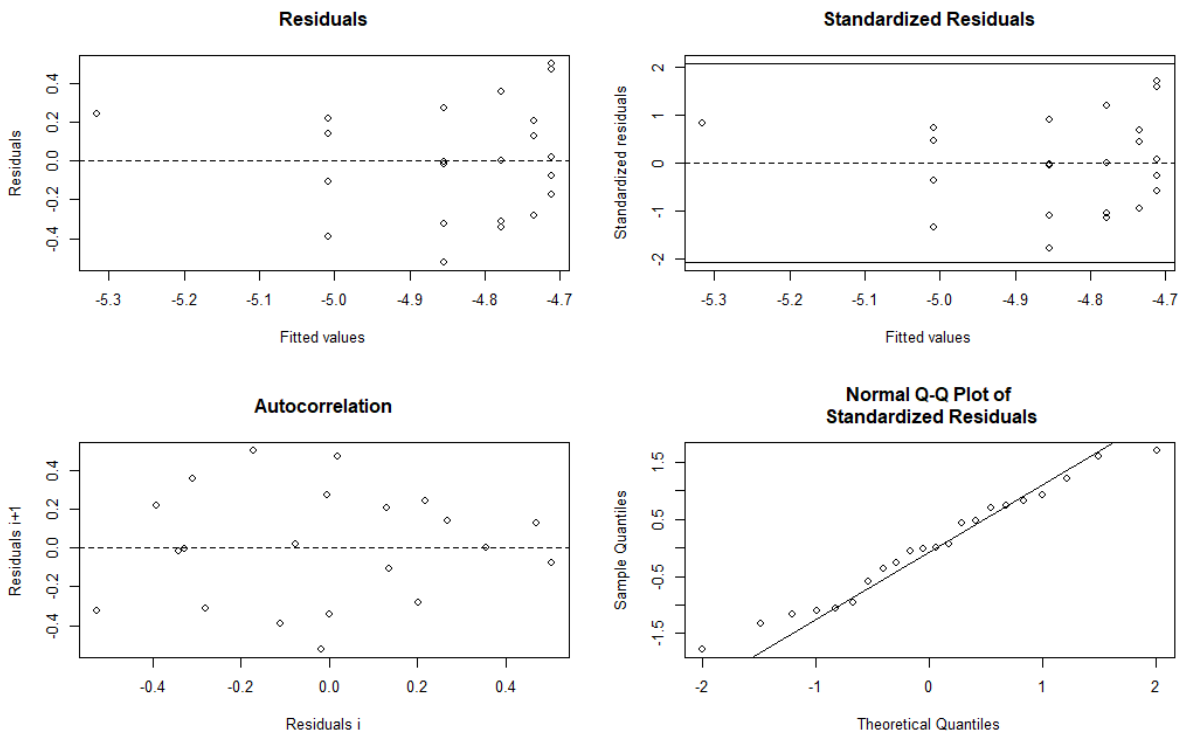 Residuals
Residuals
0.4
0.2
0.0
-0.2
-0.4
-5.3 -5.2 -5.1 -5.0 -4.9 -4.8 -4.7
Fitted values
Standardized Residuals
Standardized residuals
2
1
0
-1
-2
-5.3 -5.2 -5.1 -5.0 -4.9 -4.8 -4.7
Fitted values
Autocorrelation
Residuals i+1
0.4
0.2
0.0
-0.2
-0.4
-0.4 -0.2 0.0 0.2 0.4
Residuals i
Normal Q-Q Plot of
Standardized Residuals
Sample Quantiles
1.5
0.5
-0.5
-1.5
-2 -1 0 1 2
Theoretical Quantiles